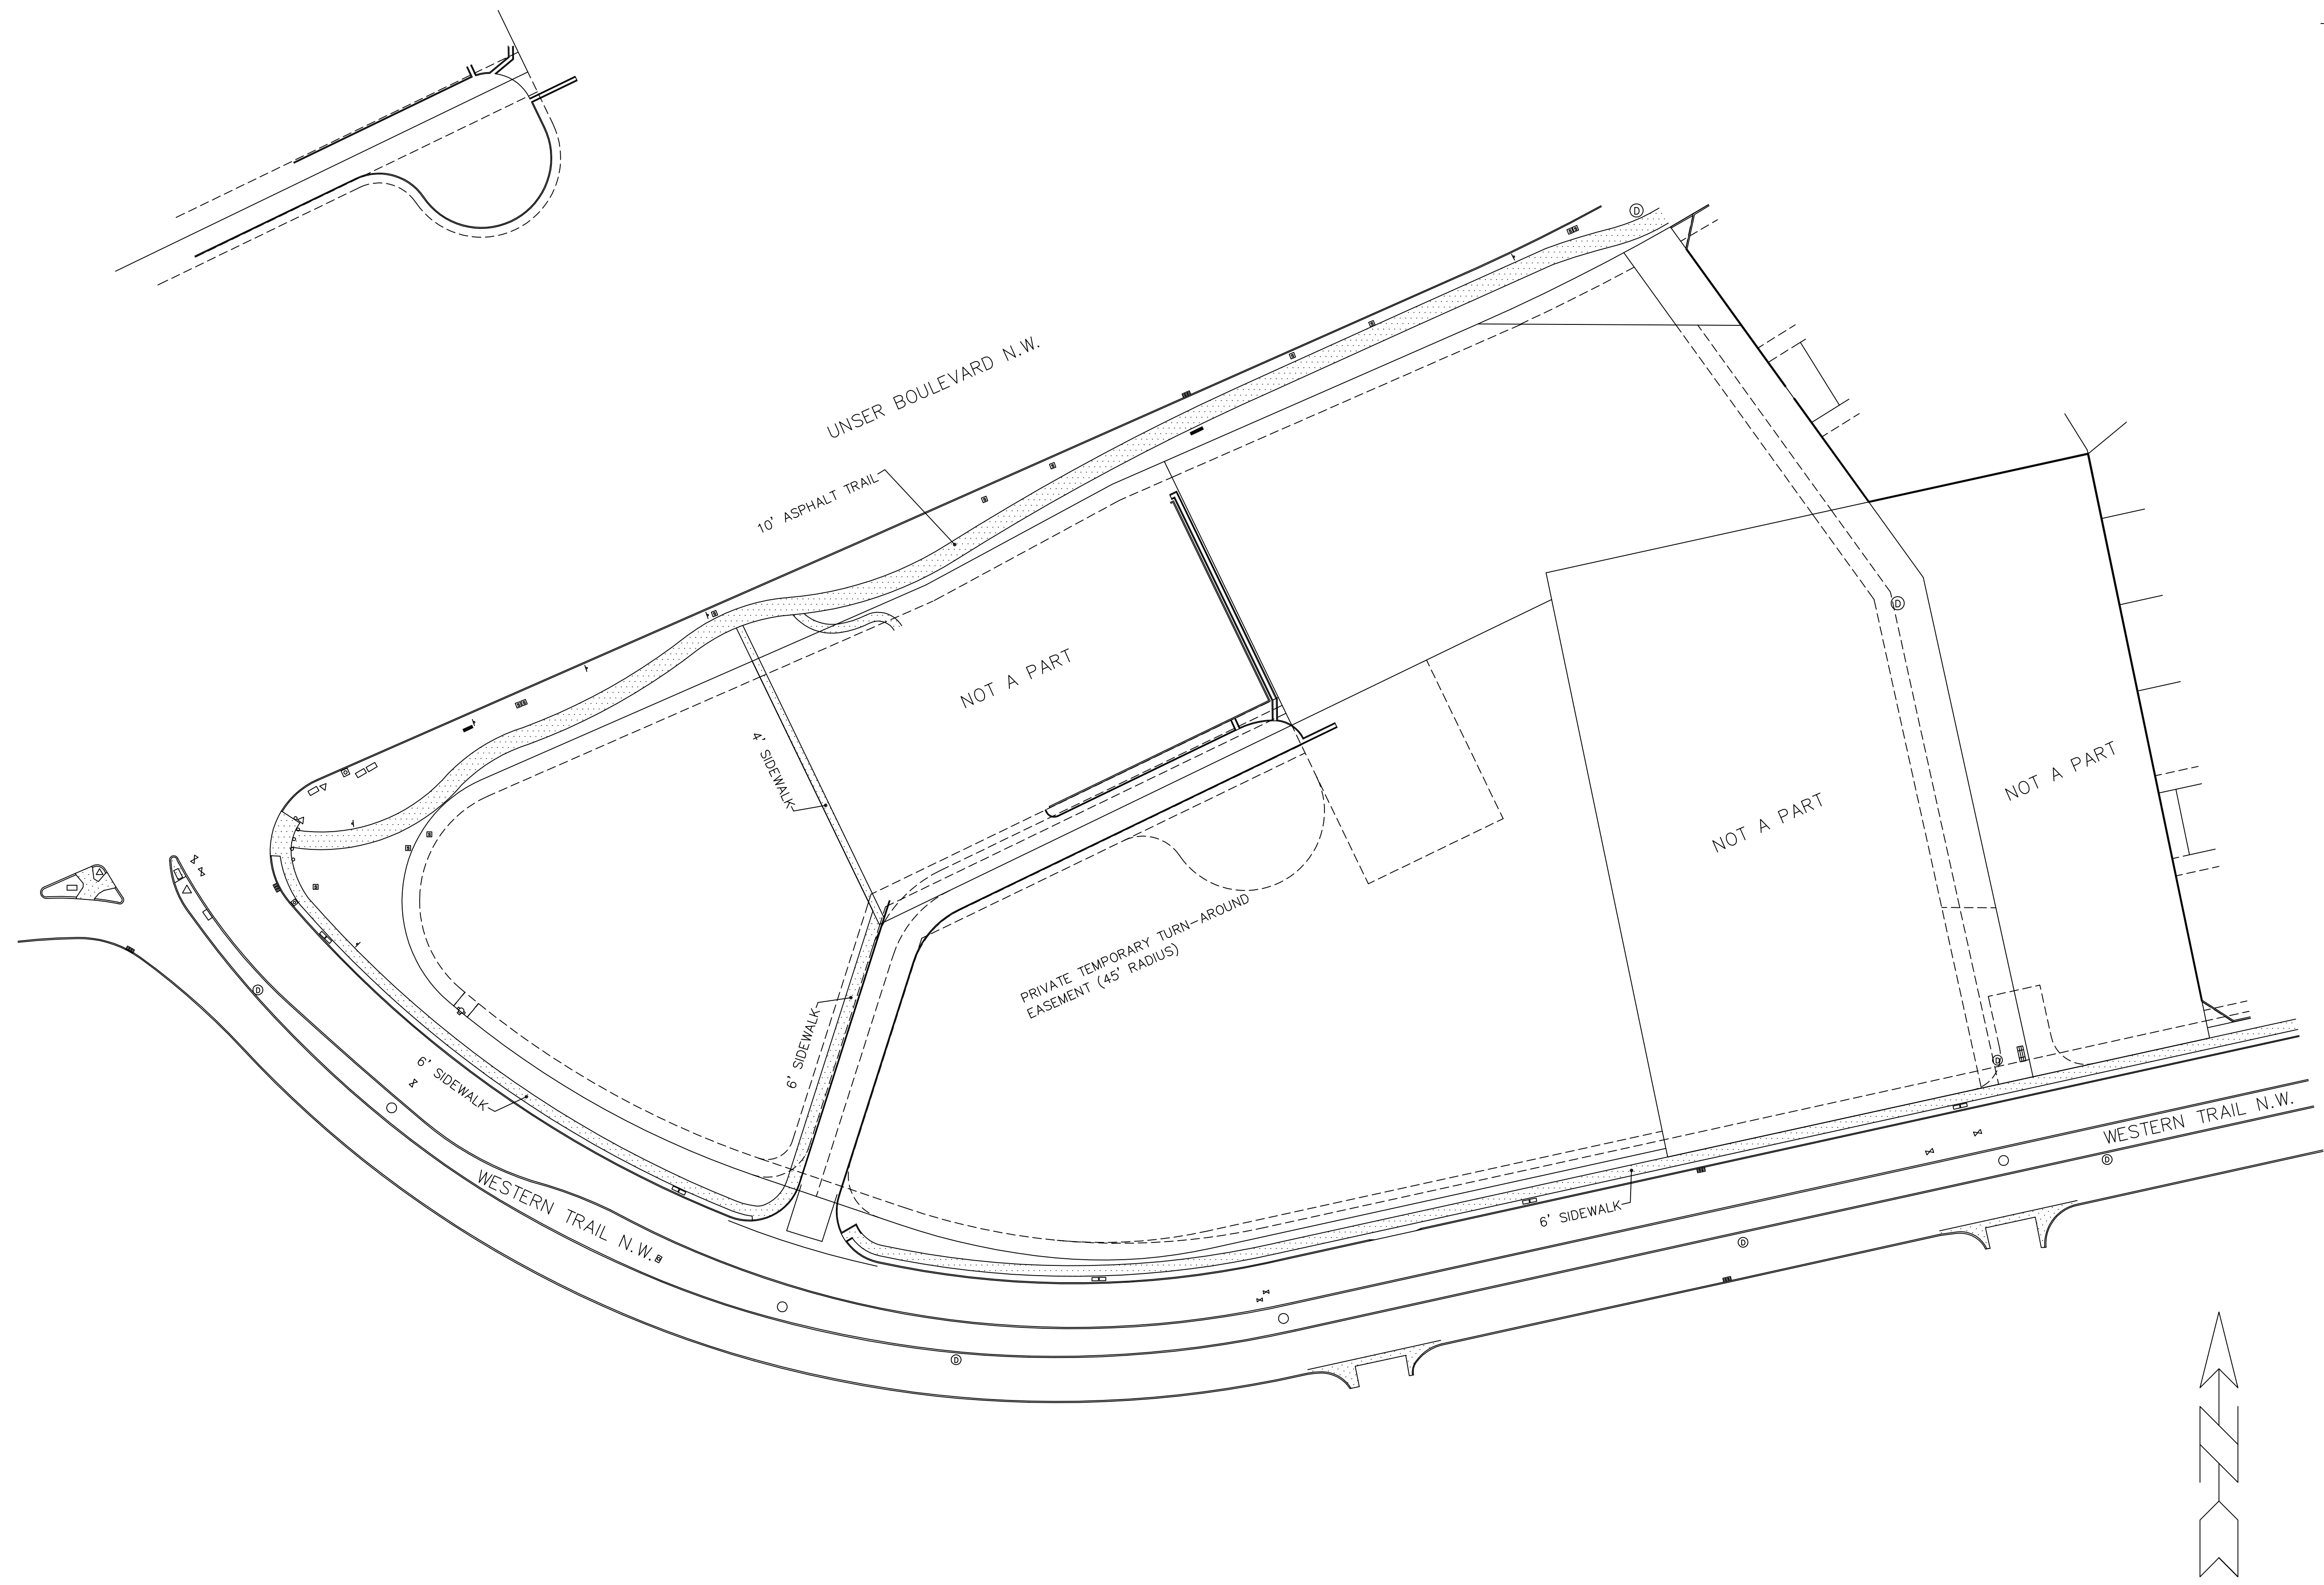 UNSER BOULEVARD N.W.
10' ASPHALT TRAIL
NOT A PART
4' SIDEWALK
NOT A PART
NOT A PART
PRIVATE TEMPORARY TURN-AROUND
EASEMENT (45' RADIUS)
6' SIDEWALK
6' SIDEWALK
WESTERN TRAIL N.W.
WESTERN TRAIL N.W.
6' SIDEWALK
D
D
D
D
D
D
D
N